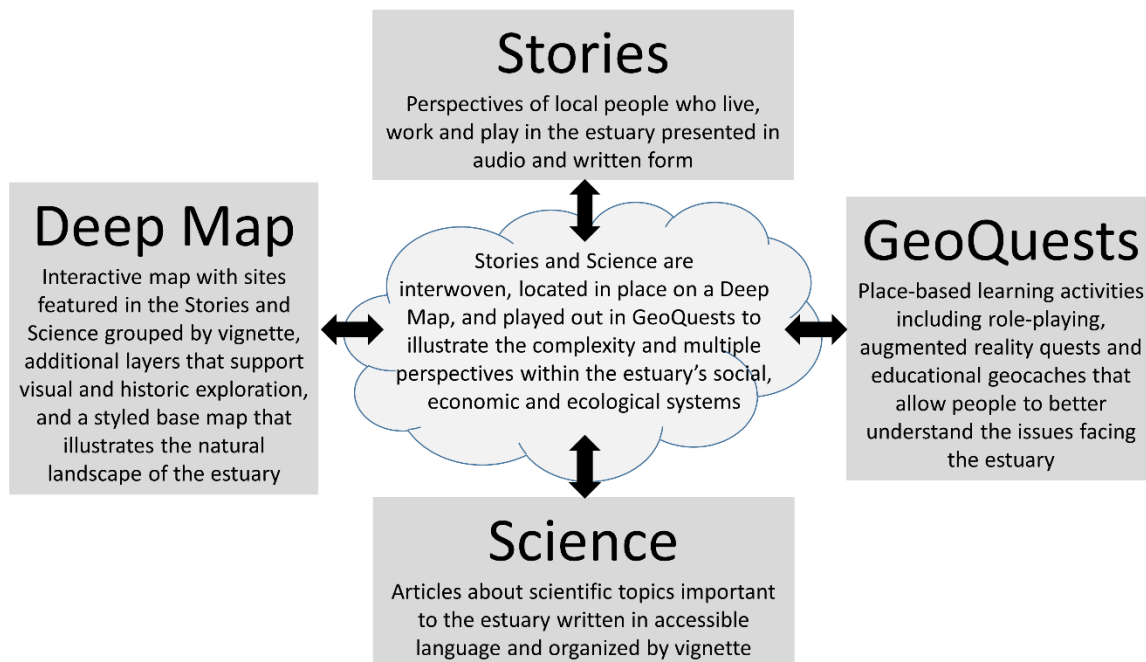 Stories
Perspectives of local people who live,
work and play in the estuary presented in
audio and written form
Deep Map
Interactive map with sites
featured in the Stories and
Science grouped by vignette,
additional layers that support
visual and historic exploration,
and a styled base map that
illustrates the natural
landscape of the estuary
Stories and Science are
interwoven, located in place on a Deep
Map, and played out in GeoQuests to
illustrate the complexity and multiple
perspectives within the estuary’s social,
economic and ecological systems
GeoQuests
Place-based learning activities
including role-playing,
augmented reality quests and
educational geocaches that
allow people to better
understand the issues facing
the estuary
Science
Articles about scientific topics important
to the estuary written in accessible
language and organized by vignette